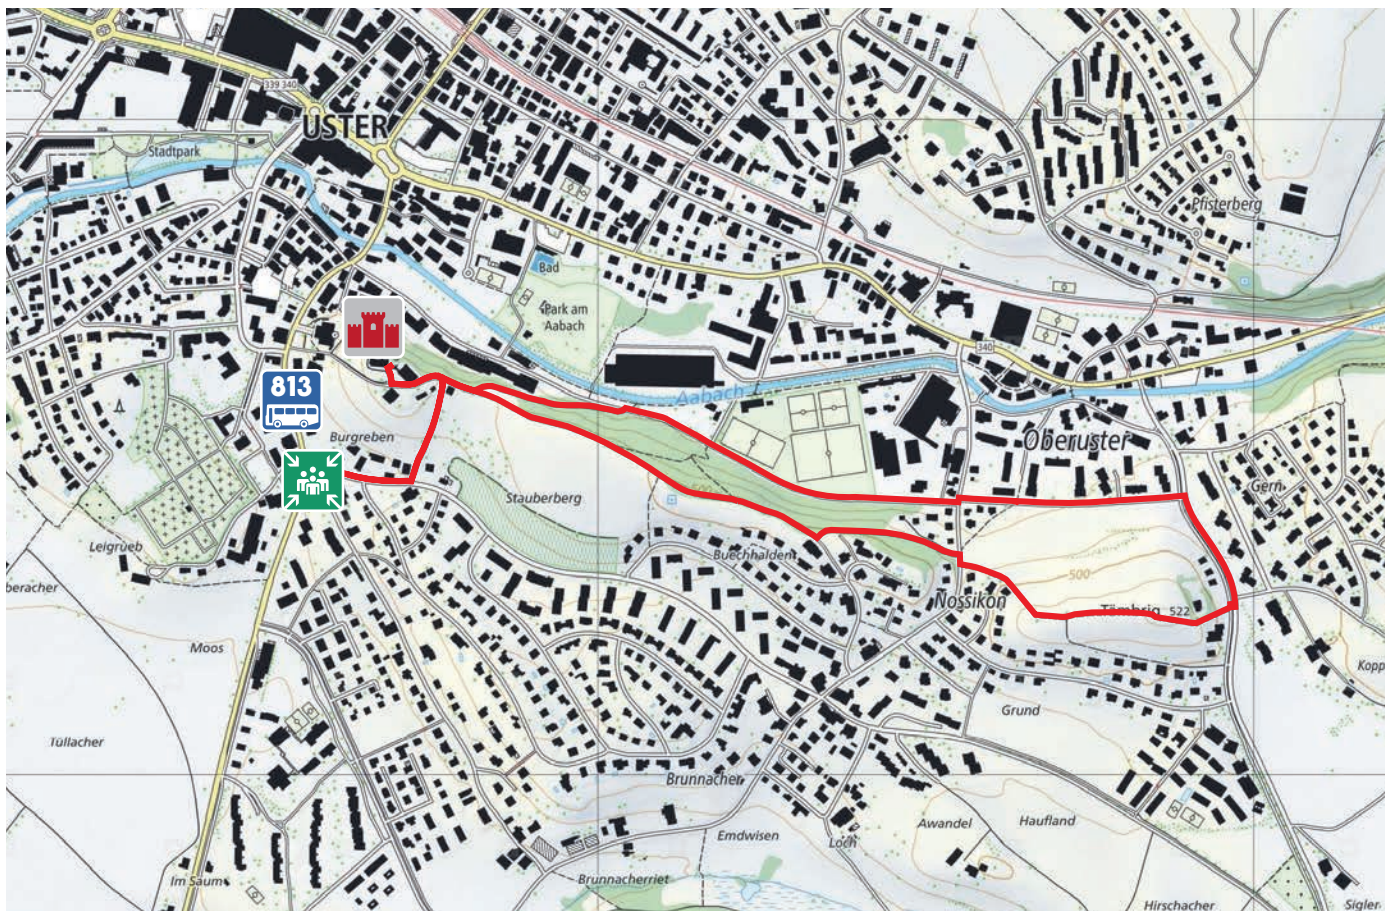 339 340
USTER
Stadtpark
Pfisterberg
Bad
Park am
Aabach
340
813
Aabach
Burgreben
Oberuster
Gern
Stauberberg
500
Leigrueb
Buechhalden
500
beracher
Nossikon
Tämbrig 522
Moos
Kopp
Grund
Tüllacher
Brunnacher
Awandel
Haufland
Emdwisen
Loch
Im Saum
Brunnacherriet
Hirschacher
Sigler